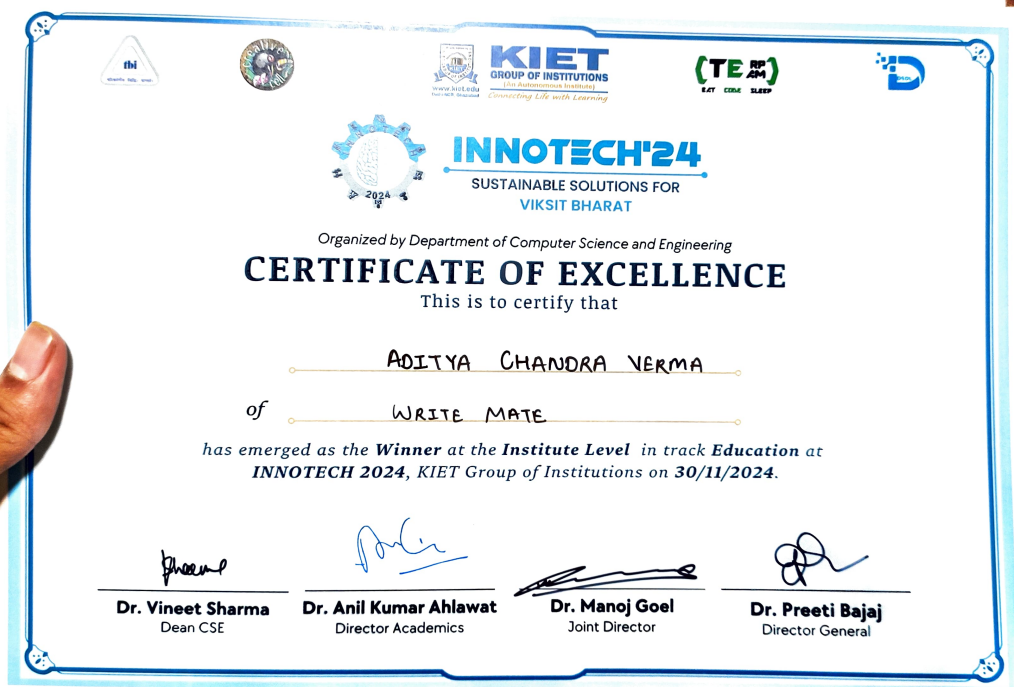 tbi
Creative
KIET
GROUP OF INSTITUTIONS
(An Autonomous Institute)
Connecting Life with Learning
www.kiet.edu
(TE RP AM)
EAT CODE SLEEP
INNOTECH
2024
INNOTECH'24
SUSTAINABLE SOLUTIONS FOR
VIKSIT BHARAT
Organized by Department of Computer Science and Engineering
CERTIFICATE OF EXCELLENCE
This is to certify that
ADITYA CHANDRA VERMA
of WRITE MATE
has emerged as the Winner at the Institute Level in track Education at
INNOTECH 2024, KIET Group of Institutions on 30/11/2024.
Dr. Vineet Sharma
Dean CSE
Dr. Anil Kumar Ahlawat
Director Academics
Dr. Manoj Goel
Joint Director
Dr. Preeti Bajaj
Director General